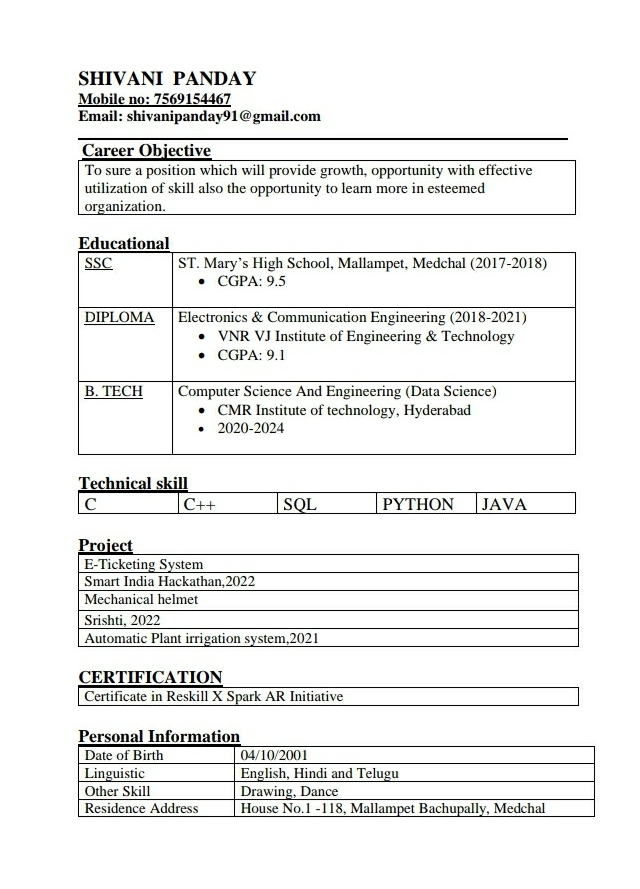 SHIVANI PANDAY
Mobile no: 7569154467
Email: shivanipanday91@gmail.com
Career Objective
To sure a position which will provide growth, opportunity with effective
utilization of skill also the opportunity to learn more in esteemed
organization.
Educational
SSC ST. Mary's High School, Mallampet, Medchal (2017-2018)
• CGPA: 9.5
DIPLOMA Electronics & Communication Engineering (2018-2021)
• VNR VJ Institute of Engineering & Technology
• CGPA: 9.1
B. TECH Computer Science And Engineering (Data Science)
• CMR Institute of technology, Hyderabad
• 2020-2024
Technical skill
C C++ SQL PYTHON JAVA
Project
E-Ticketing System
Smart India Hackathan,2022
Mechanical helmet
Srishti, 2022
Automatic Plant irrigation system,2021
CERTIFICATION
Certificate in Reskill X Spark AR Initiative
Personal Information
Date of Birth 04/10/2001
Linguistic English, Hindi and Telugu
Other Skill Drawing, Dance
Residence Address House No.1 -118, Mallampet Bachupally, Medchal